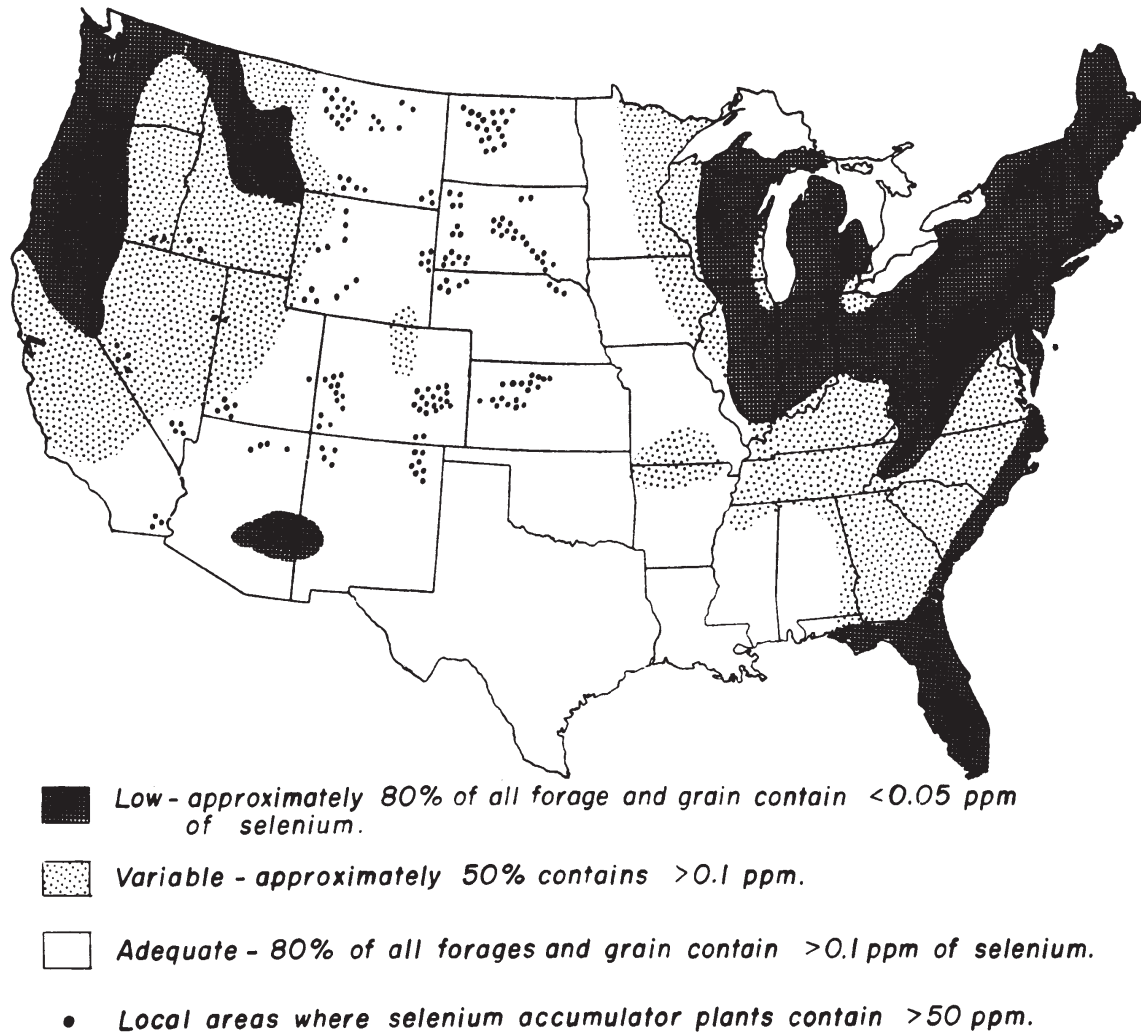 Low - approximately 80% of all forage and grain contain <0.05 ppm
of selenium.
Variable - approximately 50% contains >0.1 ppm.
Adequate - 80% of all forages and grain contain >0.1 ppm of selenium.
Local areas where selenium accumulator plants contain >50 ppm.